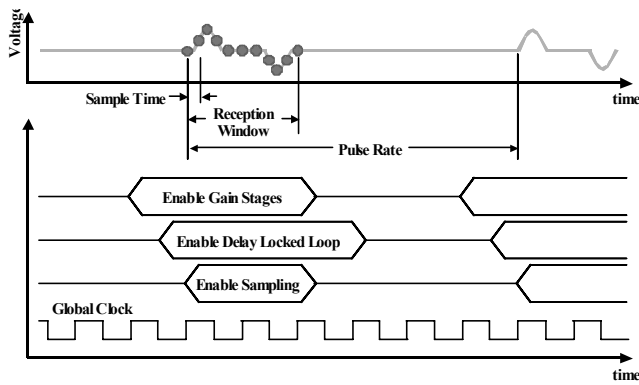 Voltage
time
Sample Time
Reception
Window
Pulse Rate
Enable Gain Stages
Enable Delay Locked Loop
Enable Sampling
Global Clock
time